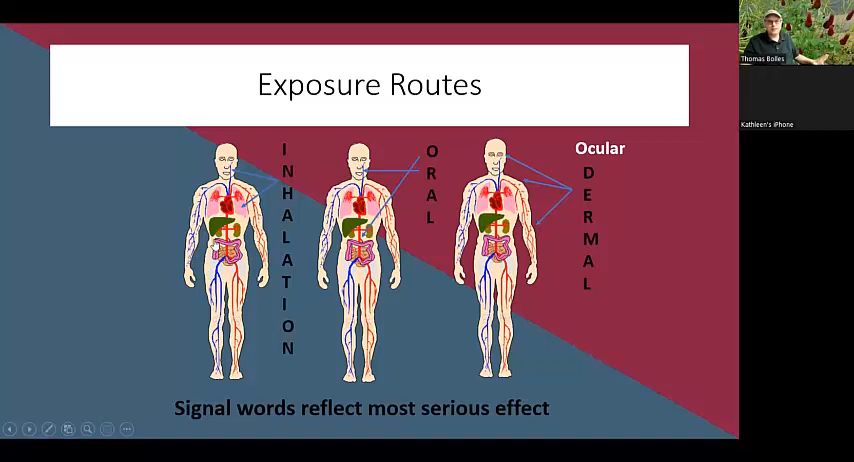 Exposure Routes
INHALATION
ORAL
Ocular
DERMAL
Signal words reflect most serious effect
Thomas Bolles
Kathleen's iPhone